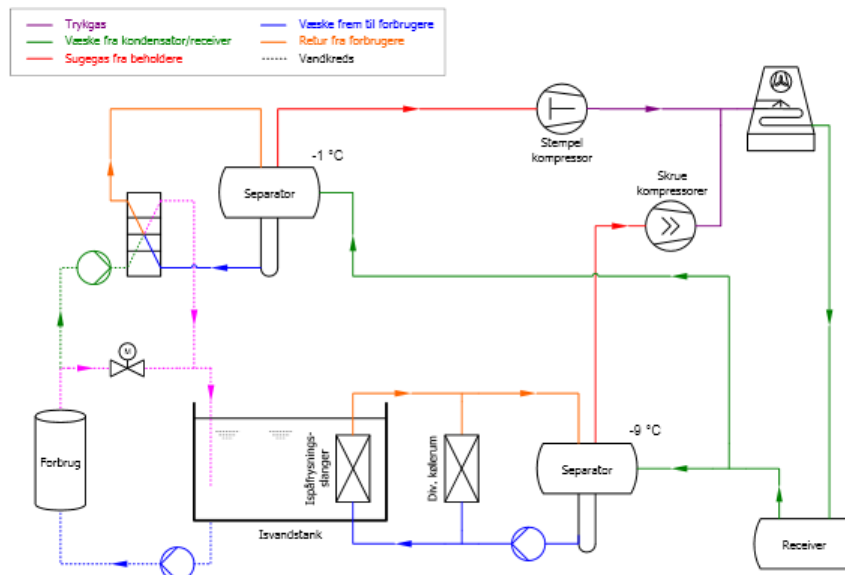 Trykgas
Væske fra kondensator/receiver
Sugegas fra beholdere
Væske frem til forbrugere
Retur fra forbrugere
Vandkreds
-1 °C
Separator
Stempel
kompressor
Skrue
kompressorer
M
Forbrug
Ispåfrysnings-
slanger
Div. kølerum
-9 °C
Separator
Isvandstank
Receiver